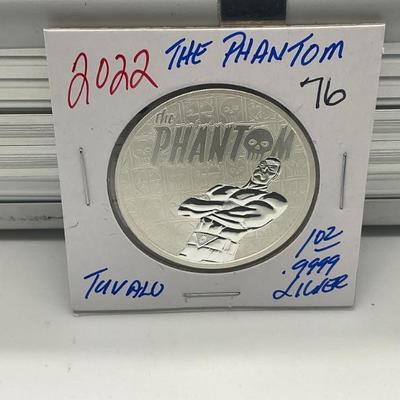 2022 THE PHANTOM
76
the
PHANTOM
TUVALU
1OZ
.9999
SILVER